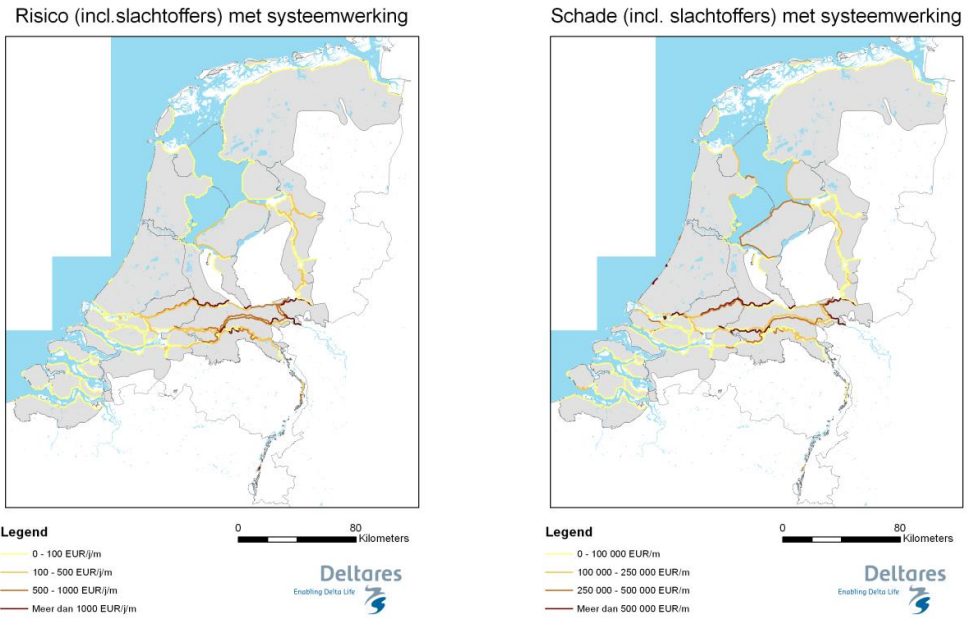 Risico (incl.slachtoffers) met systeemwerking
Legend
0 - 100 EUR/j/m
100 - 500 EUR/j/m
500 - 1000 EUR/j/m
Meer dan 1000 EUR/j/m
0 80
Kilometers
Deltares
Enabling Delta Life
Schade (incl. slachtoffers) met systeemwerking
Legend
0 - 100 000 EUR/m
100 000 - 250 000 EUR/m
250 000 - 500 000 EUR/m
Meer dan 500 000 EUR/m
0 80
Kilometers
Deltares
Enabling Delta Life